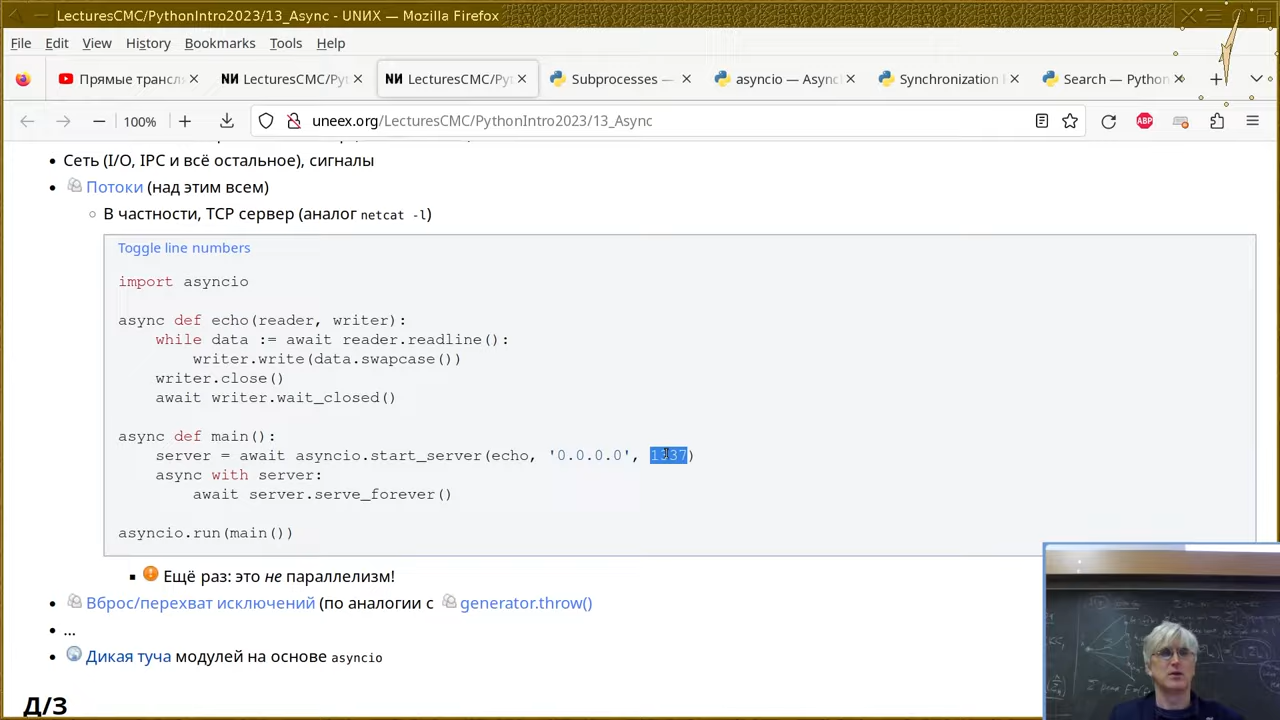 LecturesCMC/PythonIntro2023/13_Async - UNИX — Mozilla Firefox
File Edit View History Bookmarks Tools Help
Прямые трансл LecturesCMC/Py LecturesCMC/Py Subprocesses — asyncio — Async Synchronization Search — Python
100% uneex.org/LecturesCMC/PythonIntro2023/13_Async ABP
Сеть (I/O, IPC и всё остальное), сигналы
Потоки (над этим всем)
В частности, TCP сервер (аналог netcat -l)
Toggle line numbers
import asyncio
async def echo(reader, writer):
while data := await reader.readline():
writer.write(data.swapcase())
writer.close()
await writer.wait_closed()
async def main():
server = await asyncio.start_server(echo, '0.0.0.0', 1337)
async with server:
await server.serve_forever()
asyncio.run(main())
Ещё раз: это не параллелизм!
Вброс/перехват исключений (по аналогии с generator.throw()
...
Дикая туча модулей на основе asyncio
Д/З